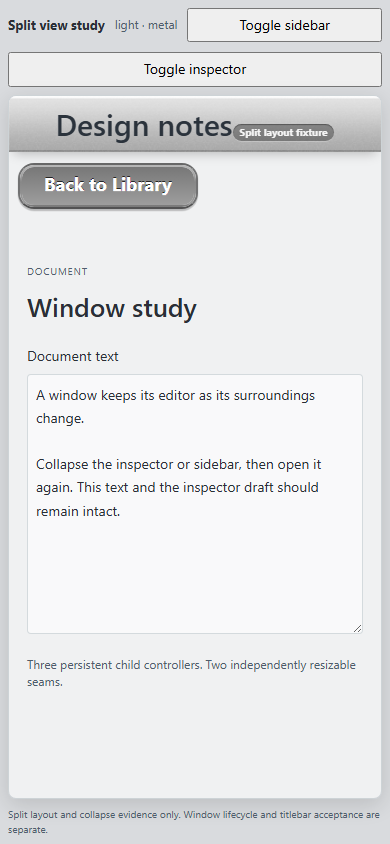 Split view study light · metal Toggle sidebar
Toggle inspector
Design notes Split layout fixture
Back to Library
DOCUMENT
Window study
Document text
A window keeps its editor as its surroundings
change.
Collapse the inspector or sidebar, then open it
again. This text and the inspector draft should
remain intact.
Three persistent child controllers. Two independently resizable
seams.
Split layout and collapse evidence only. Window lifecycle and titlebar acceptance are
separate.